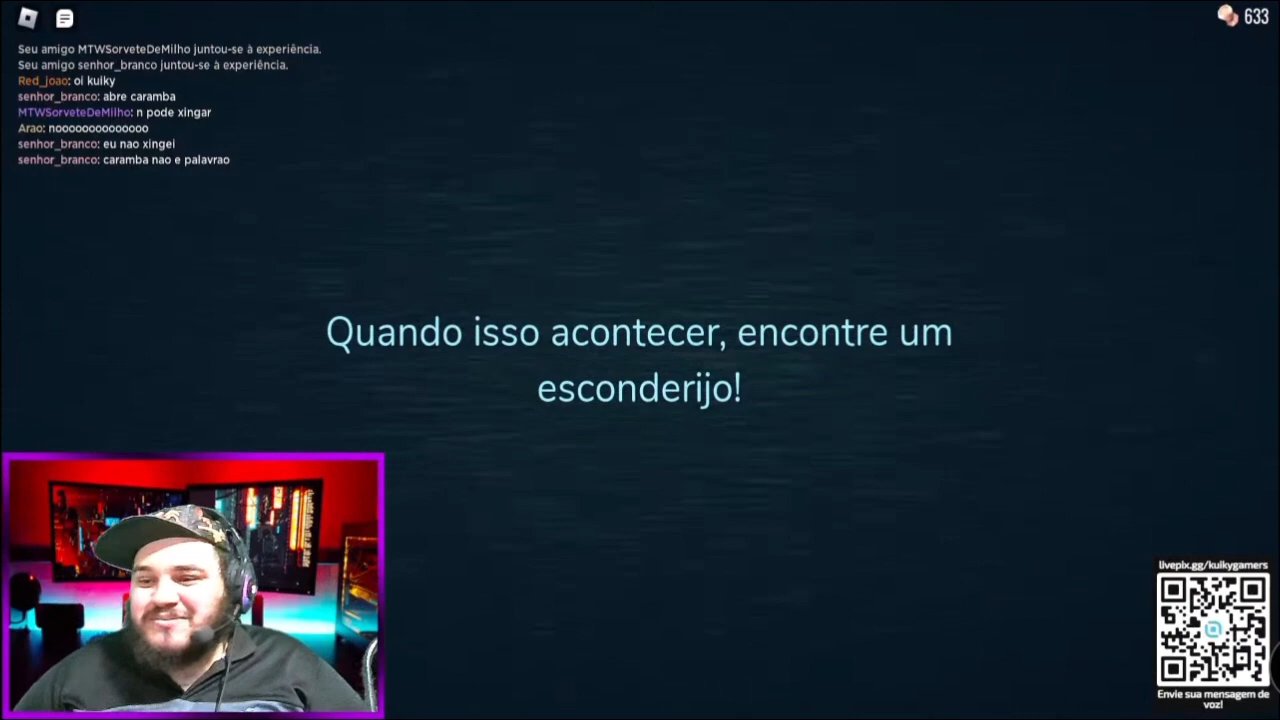 633
Seu amigo MTWSorveteDeMilho juntou-se à experiência.
Seu amigo senhor_branco juntou-se à experiência.
Red_joao: oi kuiky
senhor_branco: abre caramba
MTWSorveteDeMilho: n pode xingar
Arao: noooooooooooooo
senhor_branco: eu nao xingei
senhor_branco: caramba nao e palavrao
Quando isso acontecer, encontre um
esconderijo!
livepix.gg/kuikygamers
Envie sua mensagem de
voz!